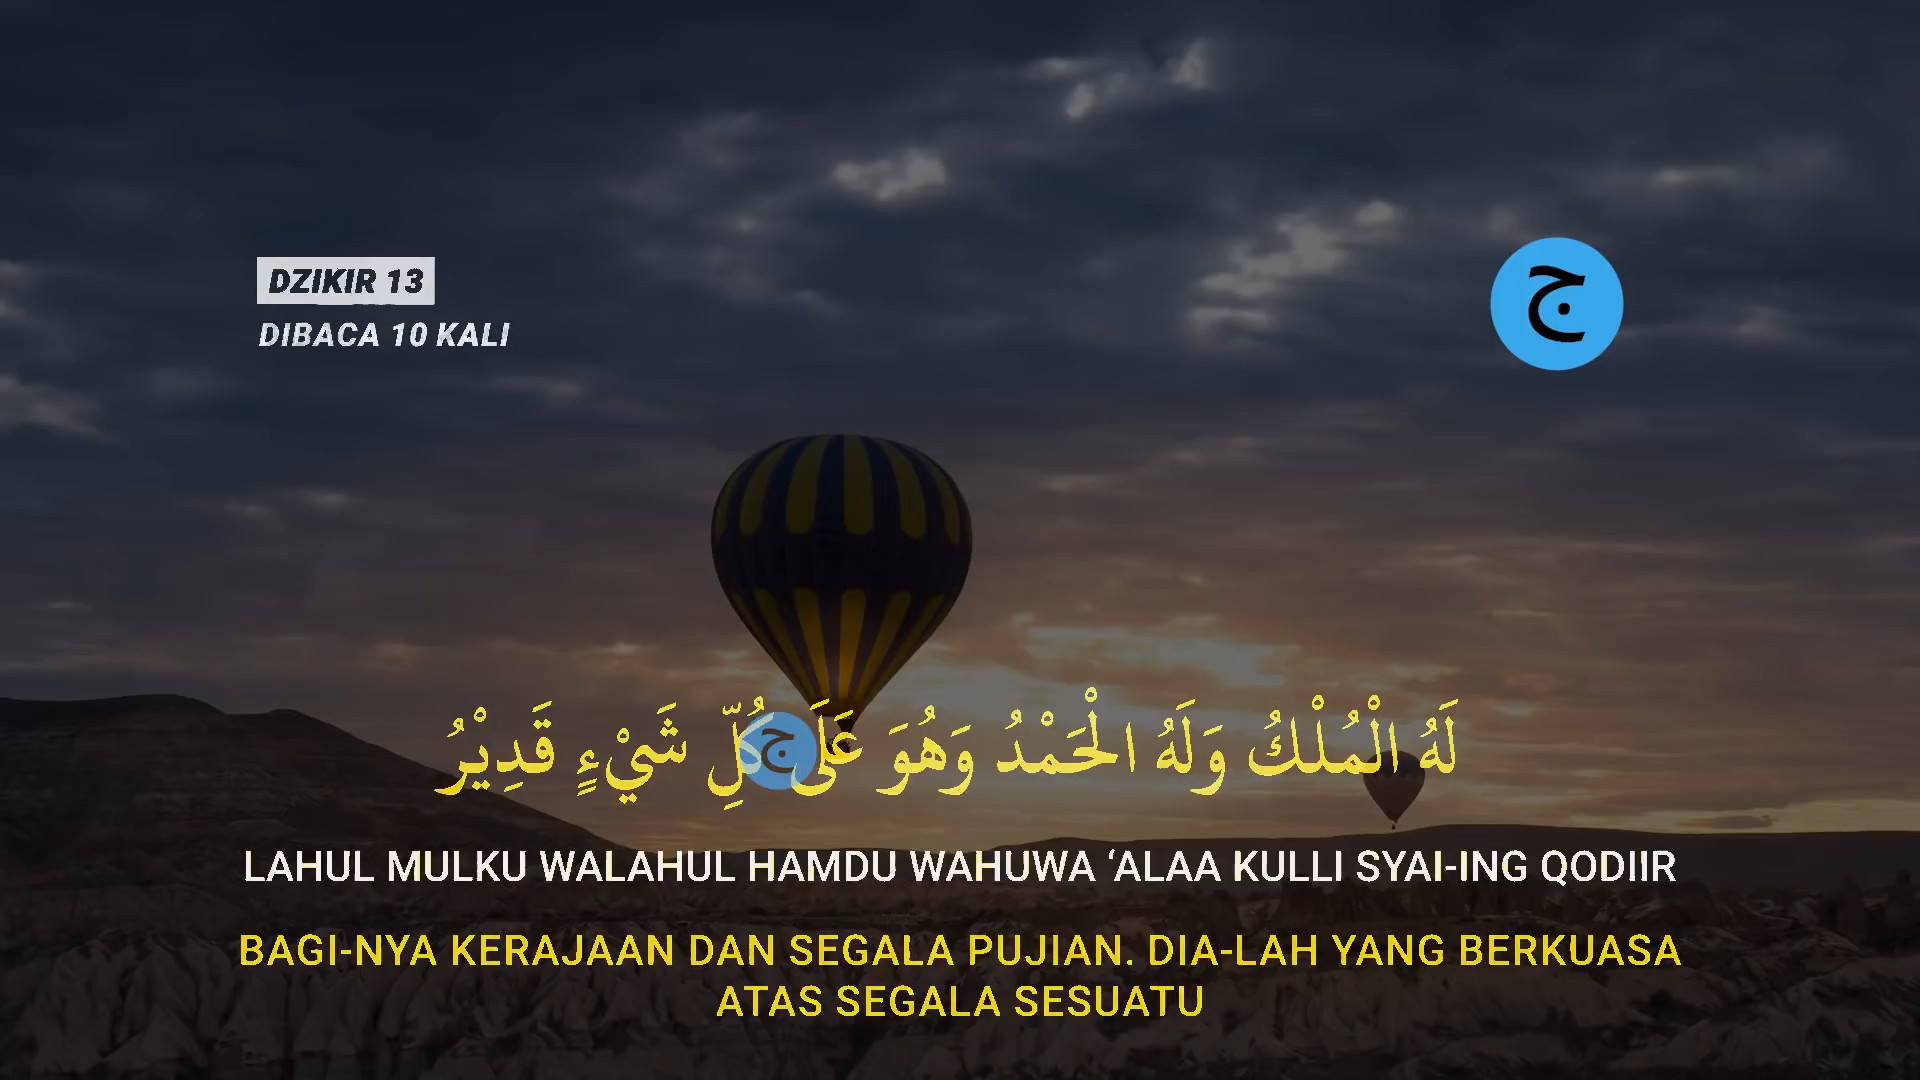 DZIKIR 13
DIBACA 10 KALI
ج
لَهُ الْمُلْكُ وَلَهُ الْحَمْدُ وَهُوَ عَلَى كُلِّ شَيْءٍ قَدِيْرُ
ج
LAHUL MULKU WALAHUL HAMDU WAHUWA ‘ALAA KULLI SYAI-ING QODIIR
BAGI-NYA KERAJAAN DAN SEGALA PUJIAN. DIA-LAH YANG BERKUASA
ATAS SEGALA SESUATU